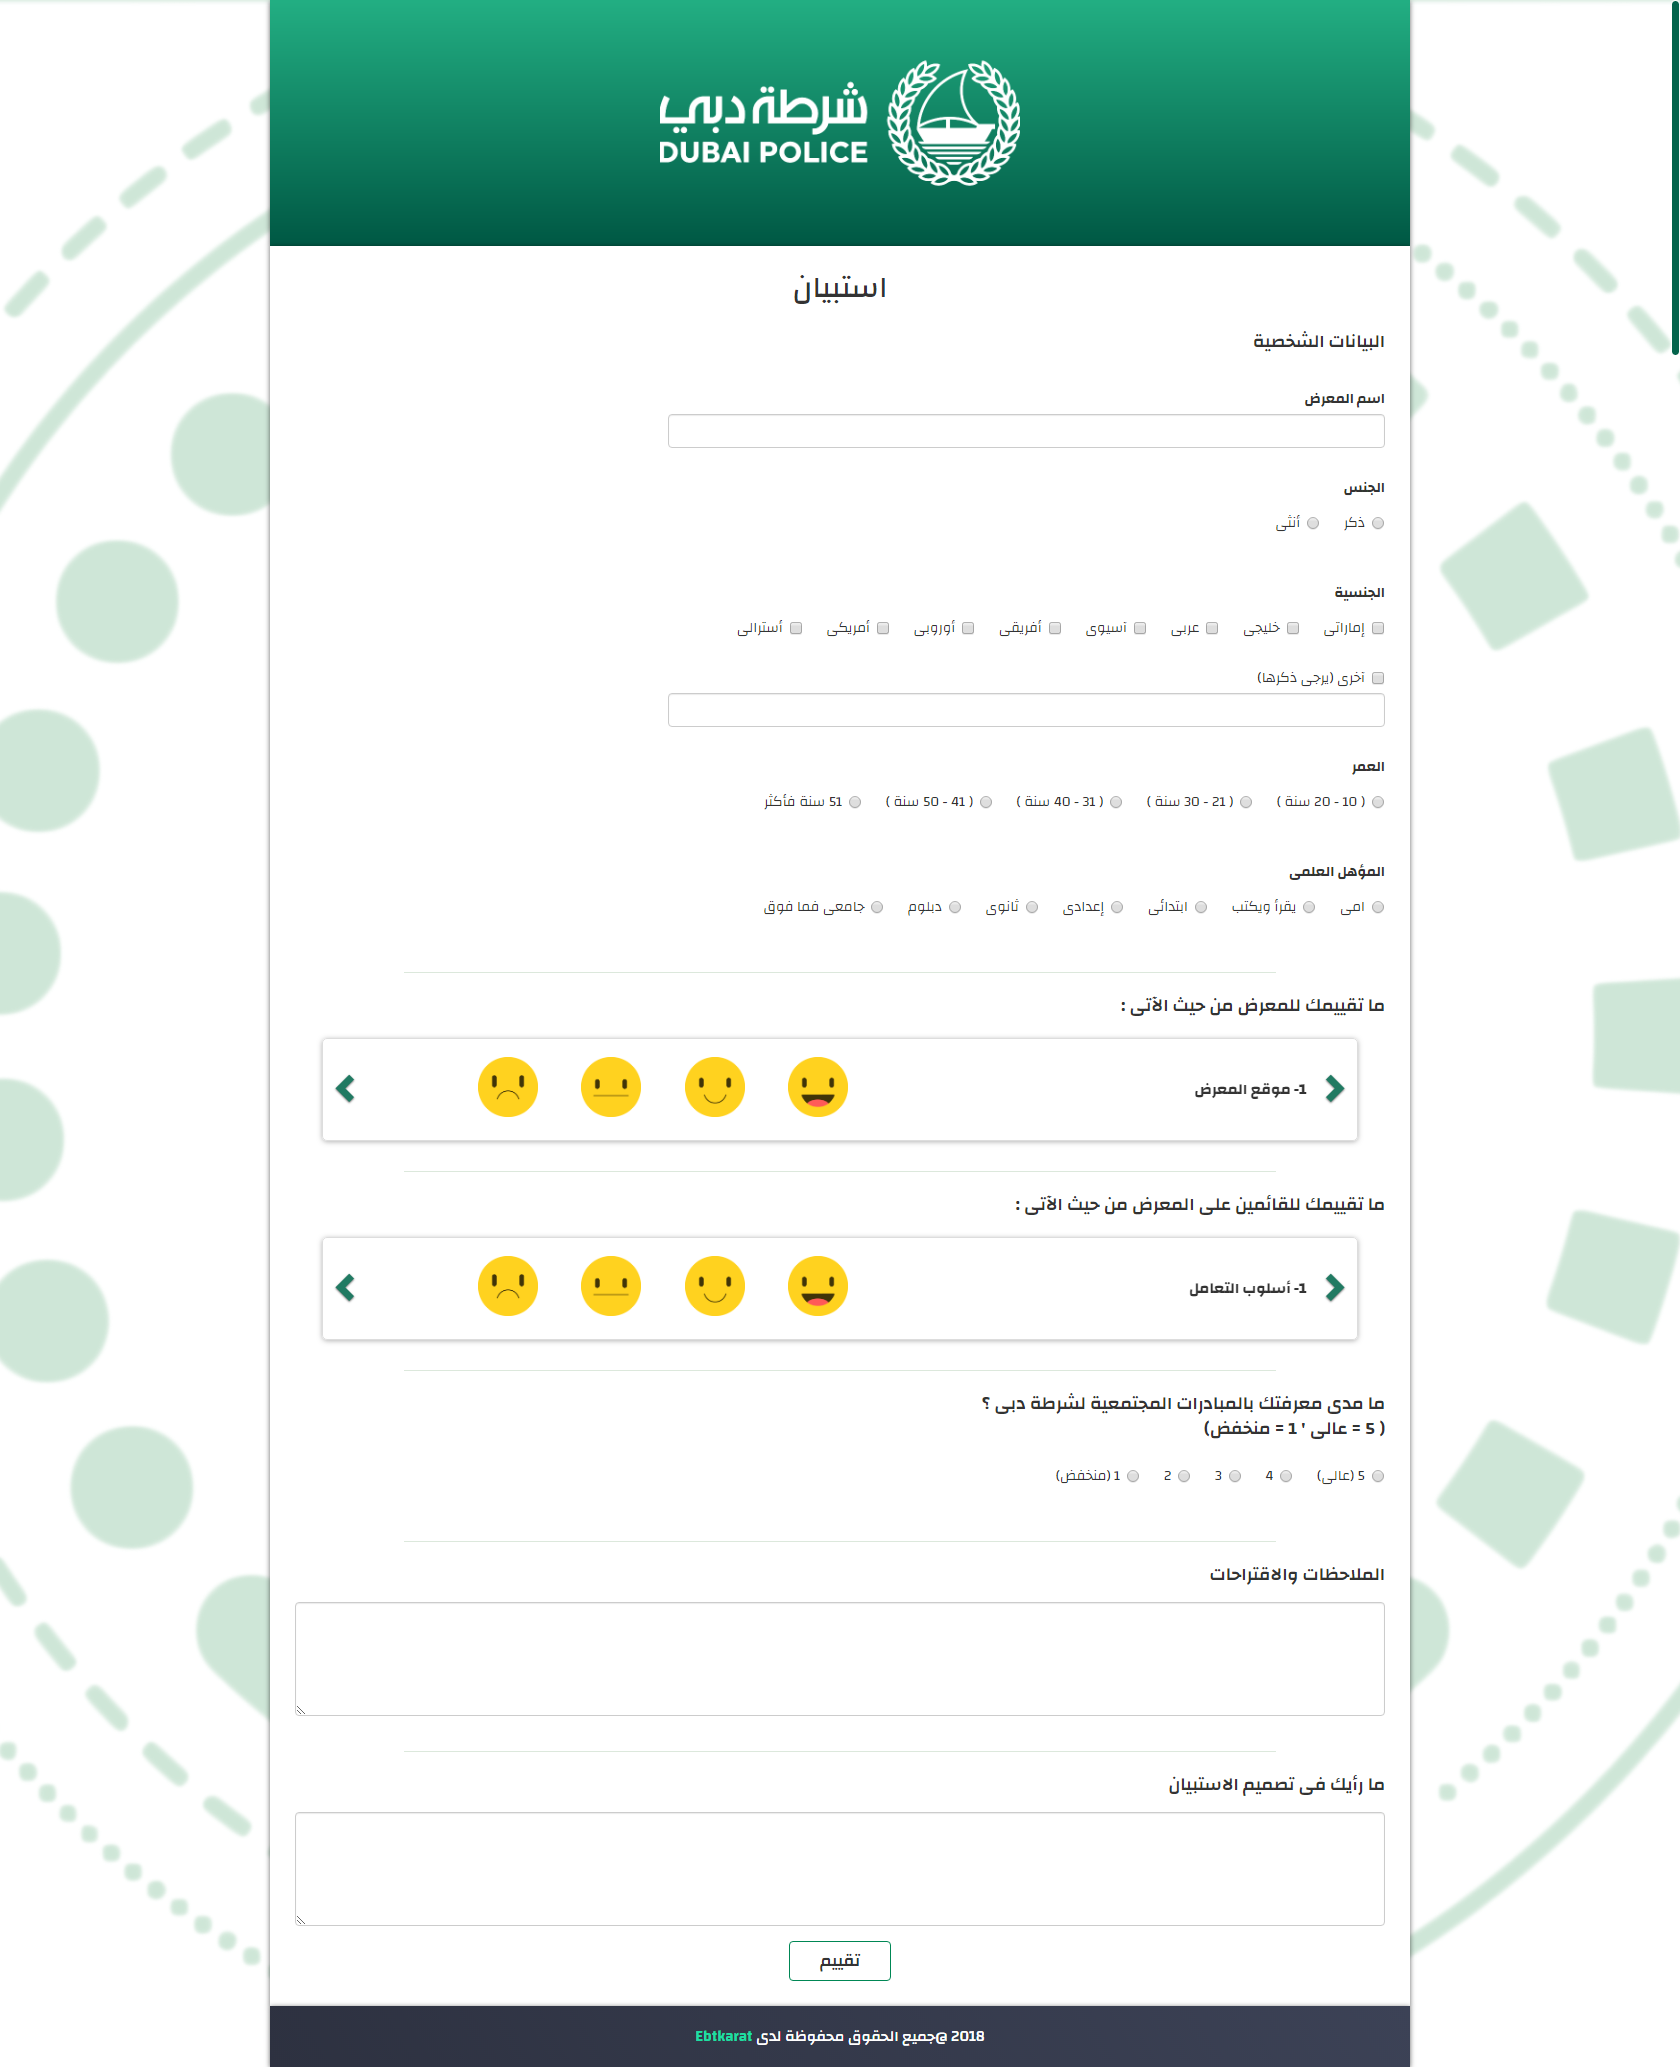 شرطة دبي
DUBAI POLICE
استبيان
البيانات الشخصية
اسم المعرض
الجنس
ذكر أنثى
الجنسية
إماراتى خليجى عربى آسيوى أفريقى أوروبى أمريكى أسترالى
آخرى (يرجى ذكرها)
العمر
( 10 - 20 سنة ) ( 21 - 30 سنة ) ( 31 - 40 سنة ) ( 41 - 50 سنة ) 51 سنة فأكثر
المؤهل العلمى
امى يقرأ ويكتب ابتدائى إعدادى ثانوى دبلوم جامعى فما فوق
ما تقييمك للمعرض من حيث الآتى :
1- موقع المعرض
ما تقييمك للقائمين على المعرض من حيث الآتى :
1- أسلوب التعامل
ما مدى معرفتك بالمبادرات المجتمعية لشرطة دبى ؟
( 5 = عالى ' 1 = منخفض)
5 (عالى) 4 3 2 1 (منخفض)
الملاحظات والاقتراحات
ما رأيك فى تصميم الاستبيان
تقييم
2018 @جميع الحقوق محفوظة لدى Ebtkarat